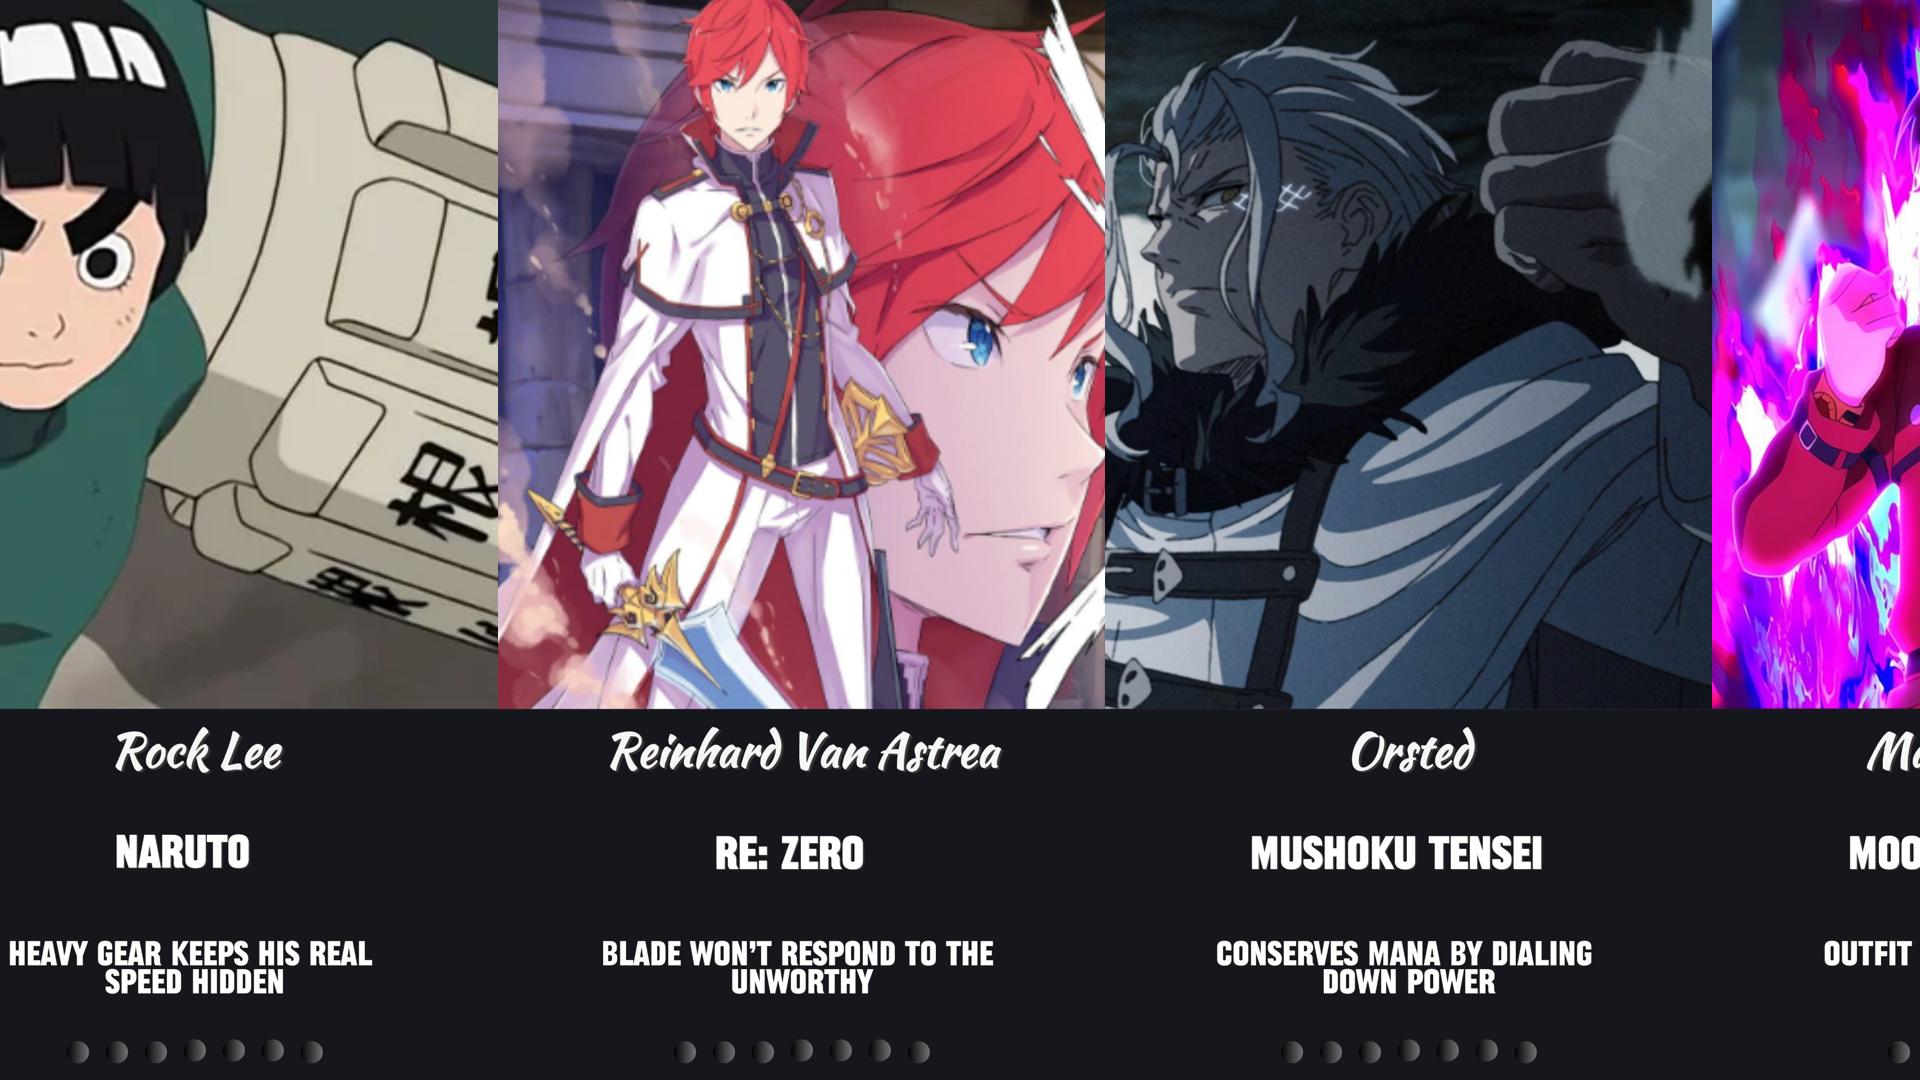 根
Rock Lee
NARUTO
HEAVY GEAR KEEPS HIS REAL
SPEED HIDDEN
Reinhard Van Astrea
RE: ZERO
BLADE WON'T RESPOND TO THE
UNWORTHY
Orsted
MUSHOKU TENSEI
CONSERVES MANA BY DIALING
DOWN POWER
OUTFIT